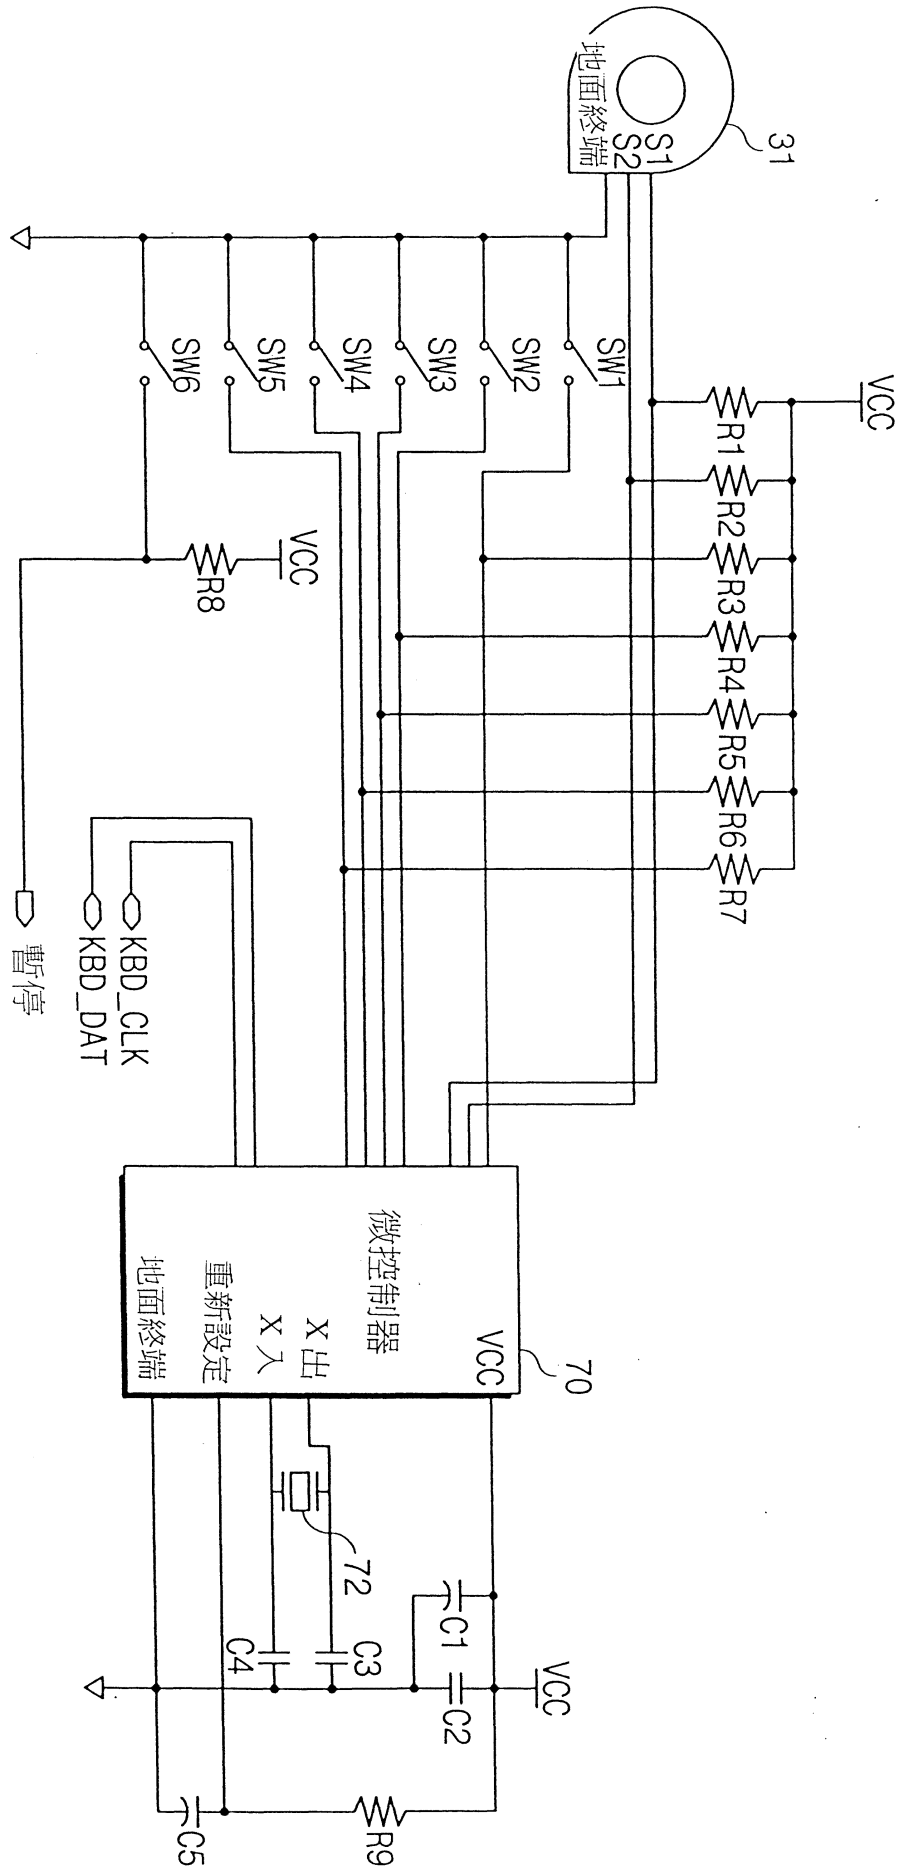 31
地面終端
S2
S1
VCC
R1
R2
R3
R4
R5
R6
R7
SW1
SW2
SW3
SW4
SW5
SW6
VCC
R8
暫停
KBD_DAT
KBD_CLK
微控制器
VCC
X出
X入
重新設定
地面終端
70
72
C1
C2
C3
C4
VCC
R9
C5